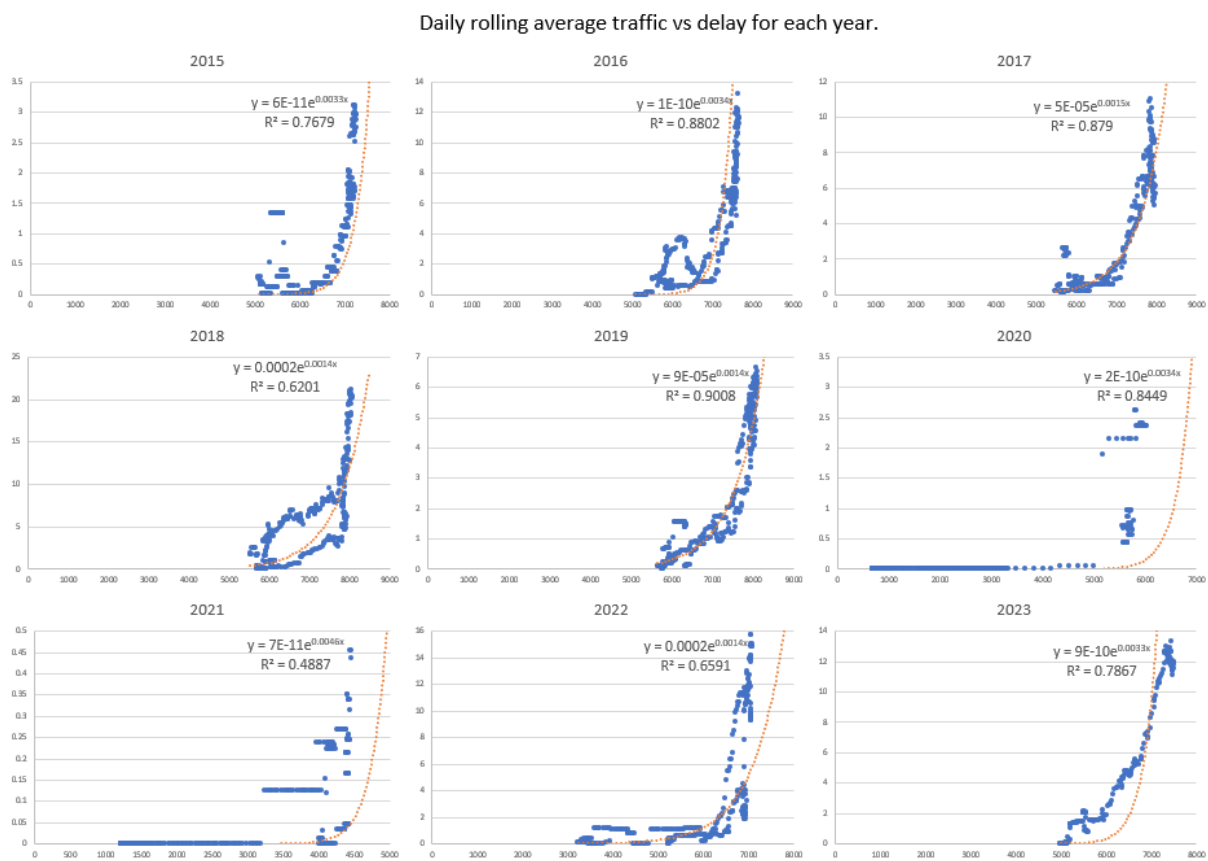 Daily rolling average traffic vs delay for each year.
2015
3.5
3
2.5
2
1.5
1
0.5
0
y = 6E-11e^0.0033x
R² = 0.7679
0 1000 2000 3000 4000 5000 6000 7000 8000
2016
14
12
10
8
6
4
2
0
y = 1E-10e^0.0034x
R² = 0.8802
0 1000 2000 3000 4000 5000 6000 7000 8000 9000
2017
12
10
8
6
4
2
0
y = 5E-05e^0.0015x
R² = 0.879
0 1000 2000 3000 4000 5000 6000 7000 8000 9000
2018
25
20
15
10
5
0
y = 0.0002e^0.0014x
R² = 0.6201
0 1000 2000 3000 4000 5000 6000 7000 8000 9000
2019
7
6
5
4
3
2
1
0
y = 9E-05e^0.0014x
R² = 0.9008
0 1000 2000 3000 4000 5000 6000 7000 8000 9000
2020
3.5
3
2.5
2
1.5
1
0.5
0
y = 2E-10e^0.0034x
R² = 0.8449
0 1000 2000 3000 4000 5000 6000 7000
2021
0.5
0.45
0.4
0.35
0.3
0.25
0.2
0.15
0.1
0.05
0
y = 7E-11e^0.0046x
R² = 0.4887
0 500 1000 1500 2000 2500 3000 3500 4000 4500 5000
2022
16
14
12
10
8
6
4
2
0
y = 0.0002e^0.0014x
R² = 0.6591
0 1000 2000 3000 4000 5000 6000 7000 8000
2023
14
12
10
8
6
4
2
0
y = 9E-10e^0.0033x
R² = 0.7867
0 1000 2000 3000 4000 5000 6000 7000 8000